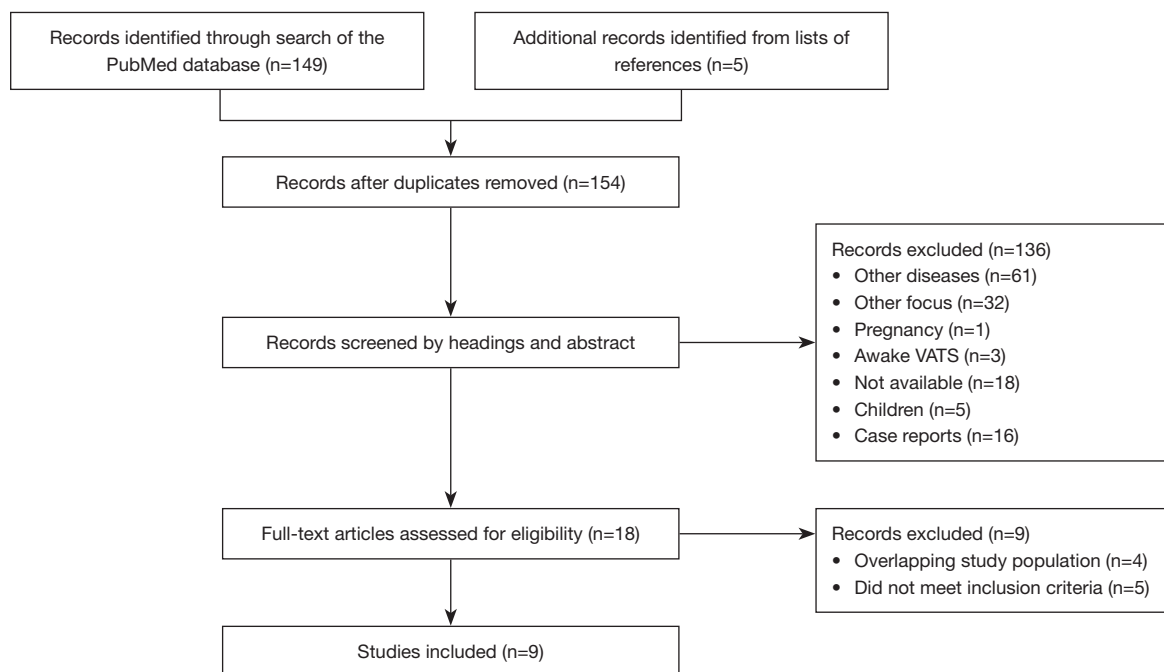 Records identified through search of the
PubMed database (n=149)
Additional records identified from lists of
references (n=5)
Records after duplicates removed (n=154)
Records excluded (n=136)
• Other diseases (n=61)
• Other focus (n=32)
• Pregnancy (n=1)
• Awake VATS (n=3)
• Not available (n=18)
• Children (n=5)
• Case reports (n=16)
Records screened by headings and abstract
Full-text articles assessed for eligibility (n=18)
Records excluded (n=9)
• Overlapping study population (n=4)
• Did not meet inclusion criteria (n=5)
Studies included (n=9)